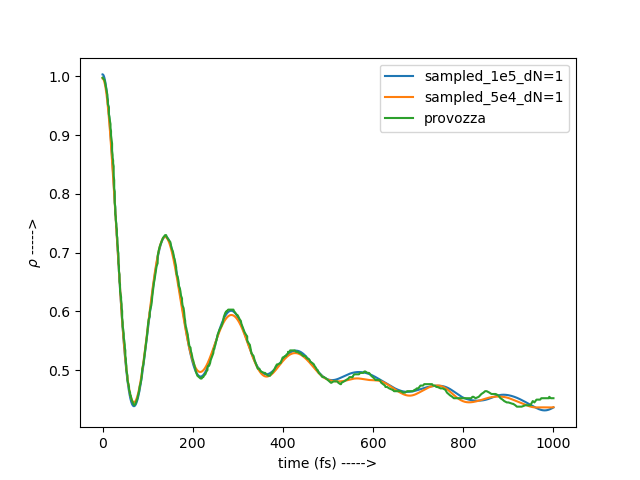 sampled_1e5_dN=1
sampled_5e4_dN=1
provozza
1.0
0.9
0.8
0.7
0.6
0.5
ρ ----->
0 200 400 600 800 1000
time (fs) ----->